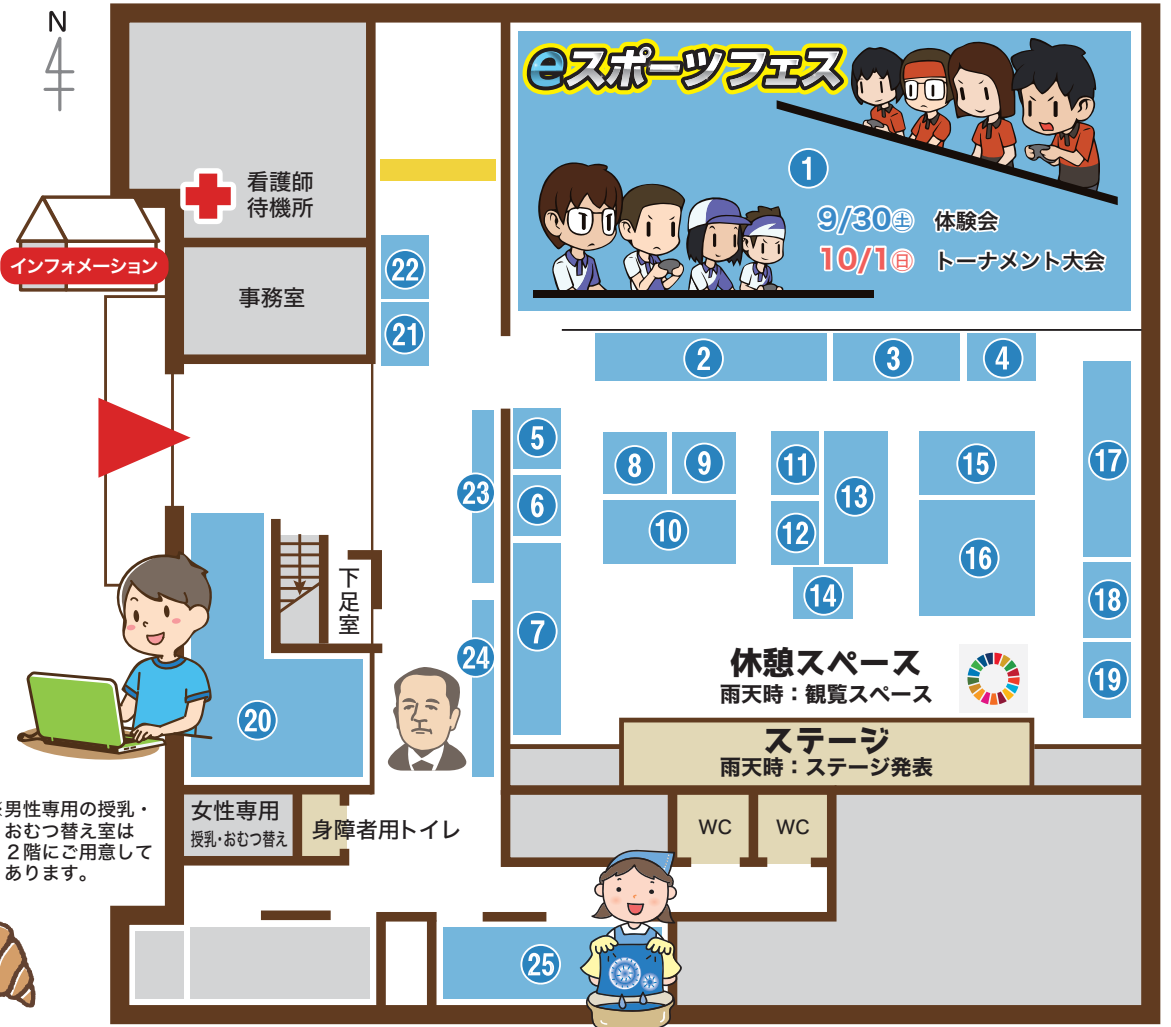 N
eスポーツフェス
1
9/30㊏ 体験会
10/1㊐ トーナメント大会
看護師
待機所
インフォメーション
事務室
22
21
2
3
4
5
6
7
8
9
10
11
12
13
14
15
16
17
18
19
23
24
下足室
20
休憩スペース
雨天時：観覧スペース
ステージ
雨天時：ステージ発表
※男性専用の授乳・
おむつ替え室は
２階にご用意して
あります。
女性専用
授乳・おむつ替え
身障者用トイレ
WC
WC
25